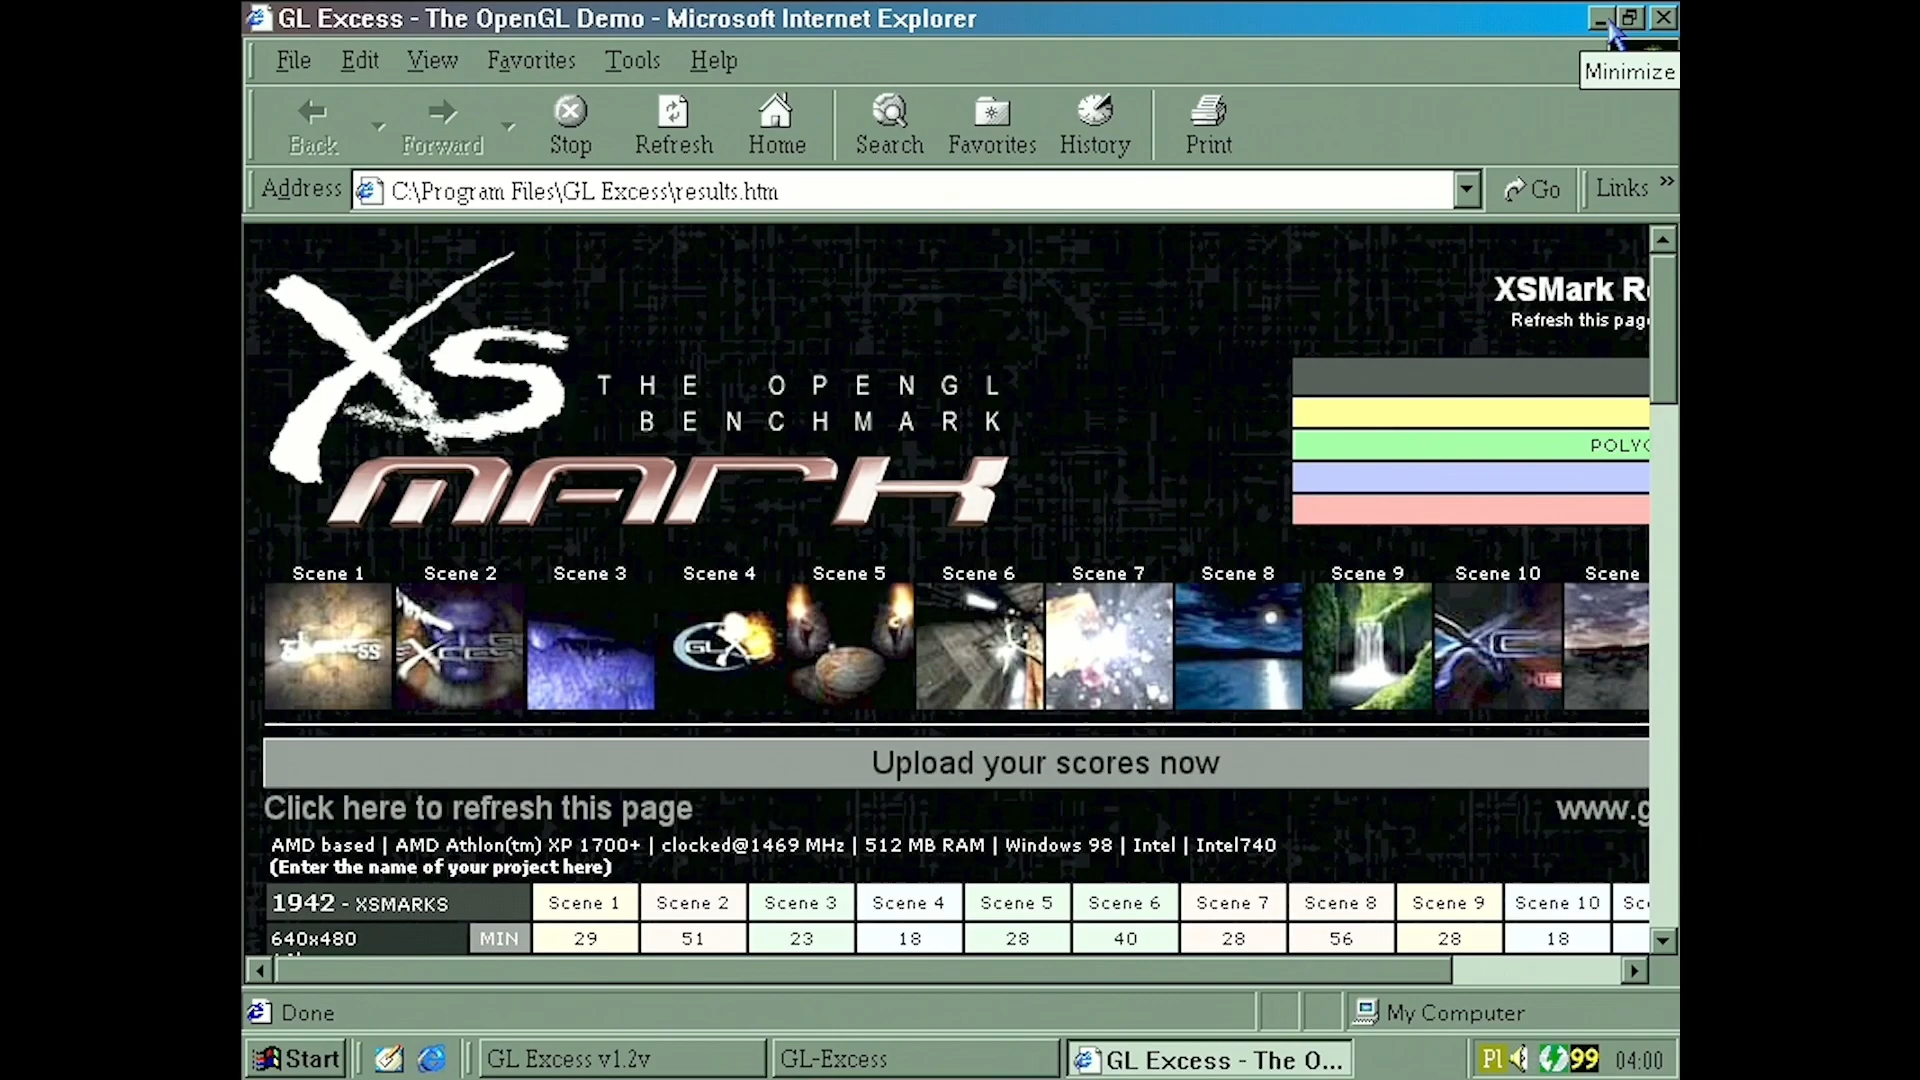 GL Excess - The OpenGL Demo - Microsoft Internet Explorer
File Edit View Favorites Tools Help
Minimize
Back Forward Stop Refresh Home Search Favorites History Print
Address C:\Program Files\GL Excess\results.htm Go Links »
XSMark R
Refresh this pag
XS
THE OPENGL
BENCHMARK
MARK
POLY
Scene 1 Scene 2 Scene 3 Scene 4 Scene 5 Scene 6 Scene 7 Scene 8 Scene 9 Scene 10 Scene
Upload your scores now
Click here to refresh this page www.g
AMD based | AMD Athlon(tm) XP 1700+ | clocked@1469 MHz | 512 MB RAM | Windows 98 | Intel | Intel740
(Enter the name of your project here)
1942 - XSMARKS Scene 1 Scene 2 Scene 3 Scene 4 Scene 5 Scene 6 Scene 7 Scene 8 Scene 9 Scene 10 Sc
640x480 MIN 29 51 23 18 28 40 28 56 28 18
Done My Computer
Start GL Excess v1.2v GL-Excess GL Excess - The O... Pl 99 04:00